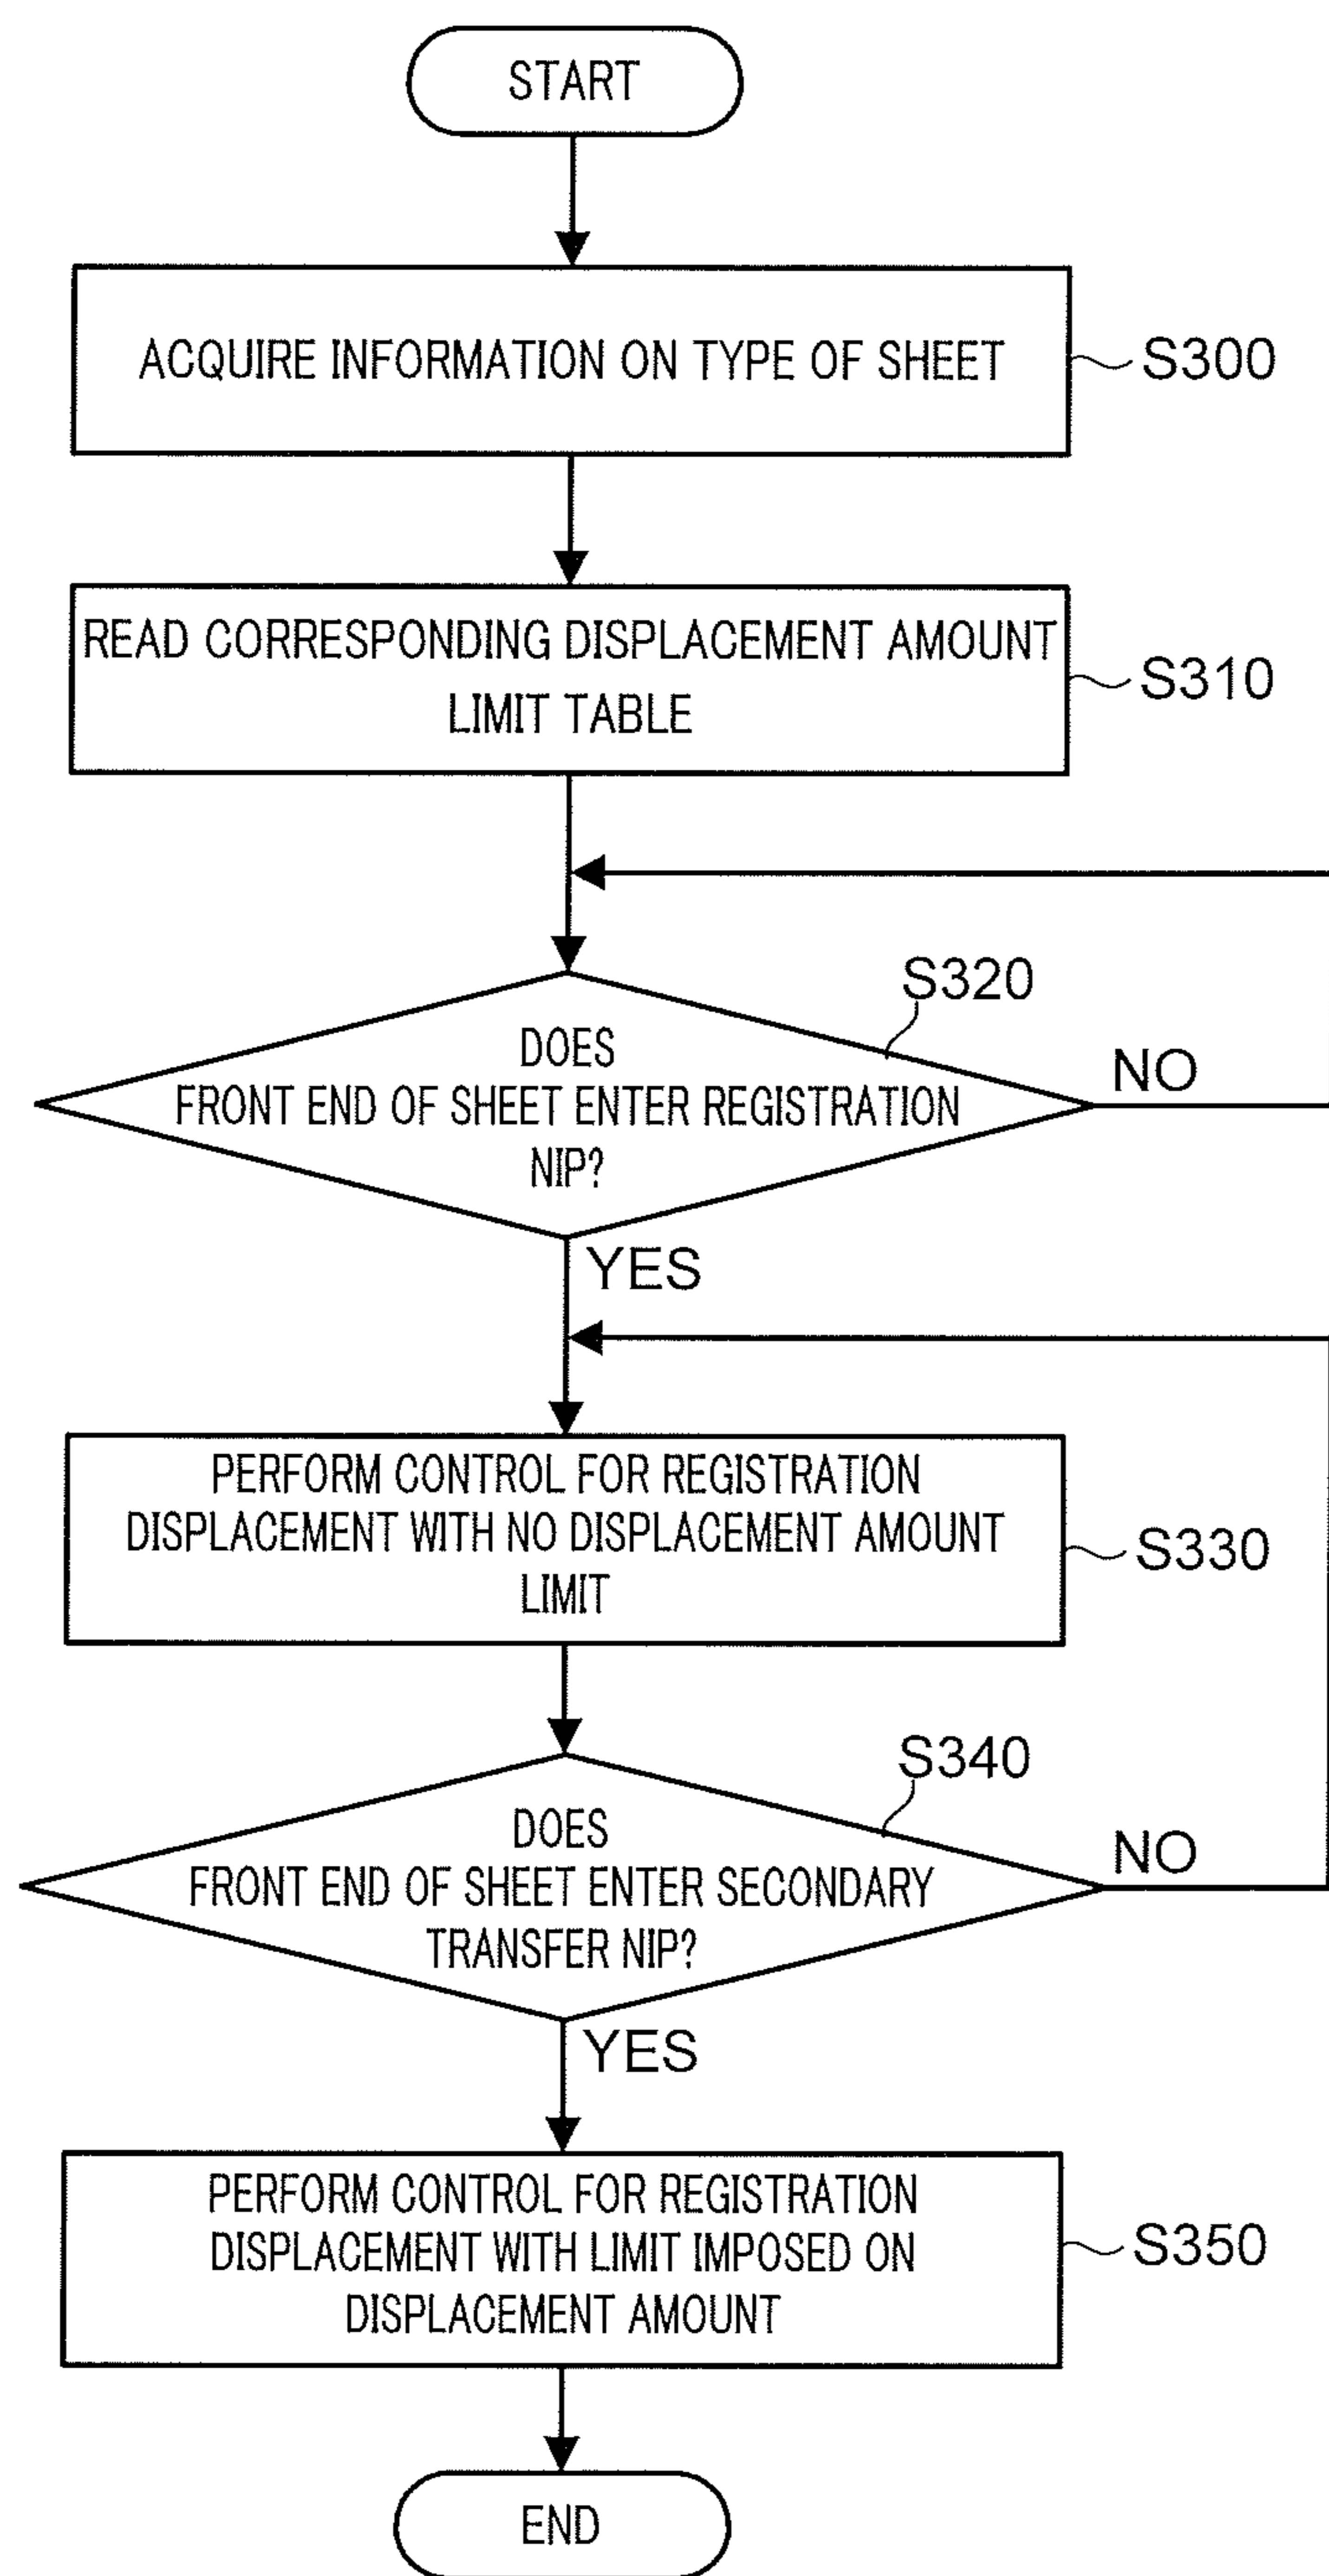 START
ACQUIRE INFORMATION ON TYPE OF SHEET
S300
READ CORRESPONDING DISPLACEMENT AMOUNT
LIMIT TABLE
S310
S320
DOES
FRONT END OF SHEET ENTER REGISTRATION
NIP?
NO
YES
PERFORM CONTROL FOR REGISTRATION
DISPLACEMENT WITH NO DISPLACEMENT AMOUNT
LIMIT
S330
S340
DOES
FRONT END OF SHEET ENTER SECONDARY
TRANSFER NIP?
NO
YES
PERFORM CONTROL FOR REGISTRATION
DISPLACEMENT WITH LIMIT IMPOSED ON
DISPLACEMENT AMOUNT
S350
END